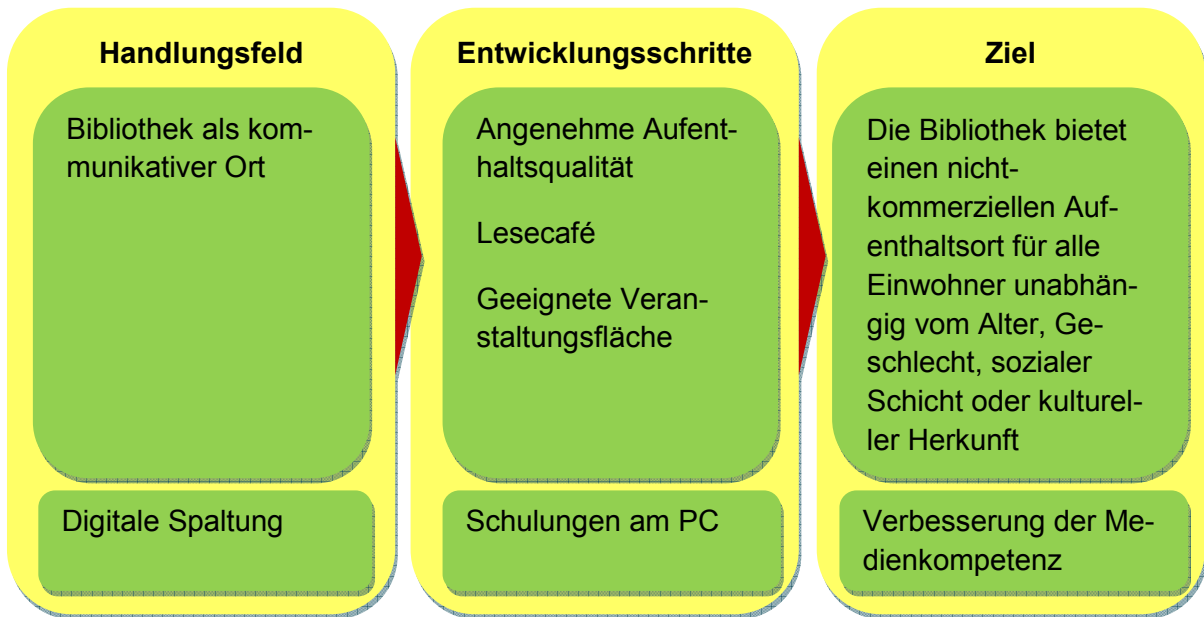 Handlungsfeld
Bibliothek als kom-
munikativer Ort
Digitale Spaltung
Entwicklungsschritte
Angenehme Aufent-
haltsqualität
Lesecafé
Geeignete Veran-
staltungsfläche
Schulungen am PC
Ziel
Die Bibliothek bietet
einen nicht-
kommerziellen Auf-
enthaltsort für alle
Einwohner unabhän-
gig vom Alter, Ge-
schlecht, sozialer
Schicht oder kulturel-
ler Herkunft
Verbesserung der Me-
dienkompetenz